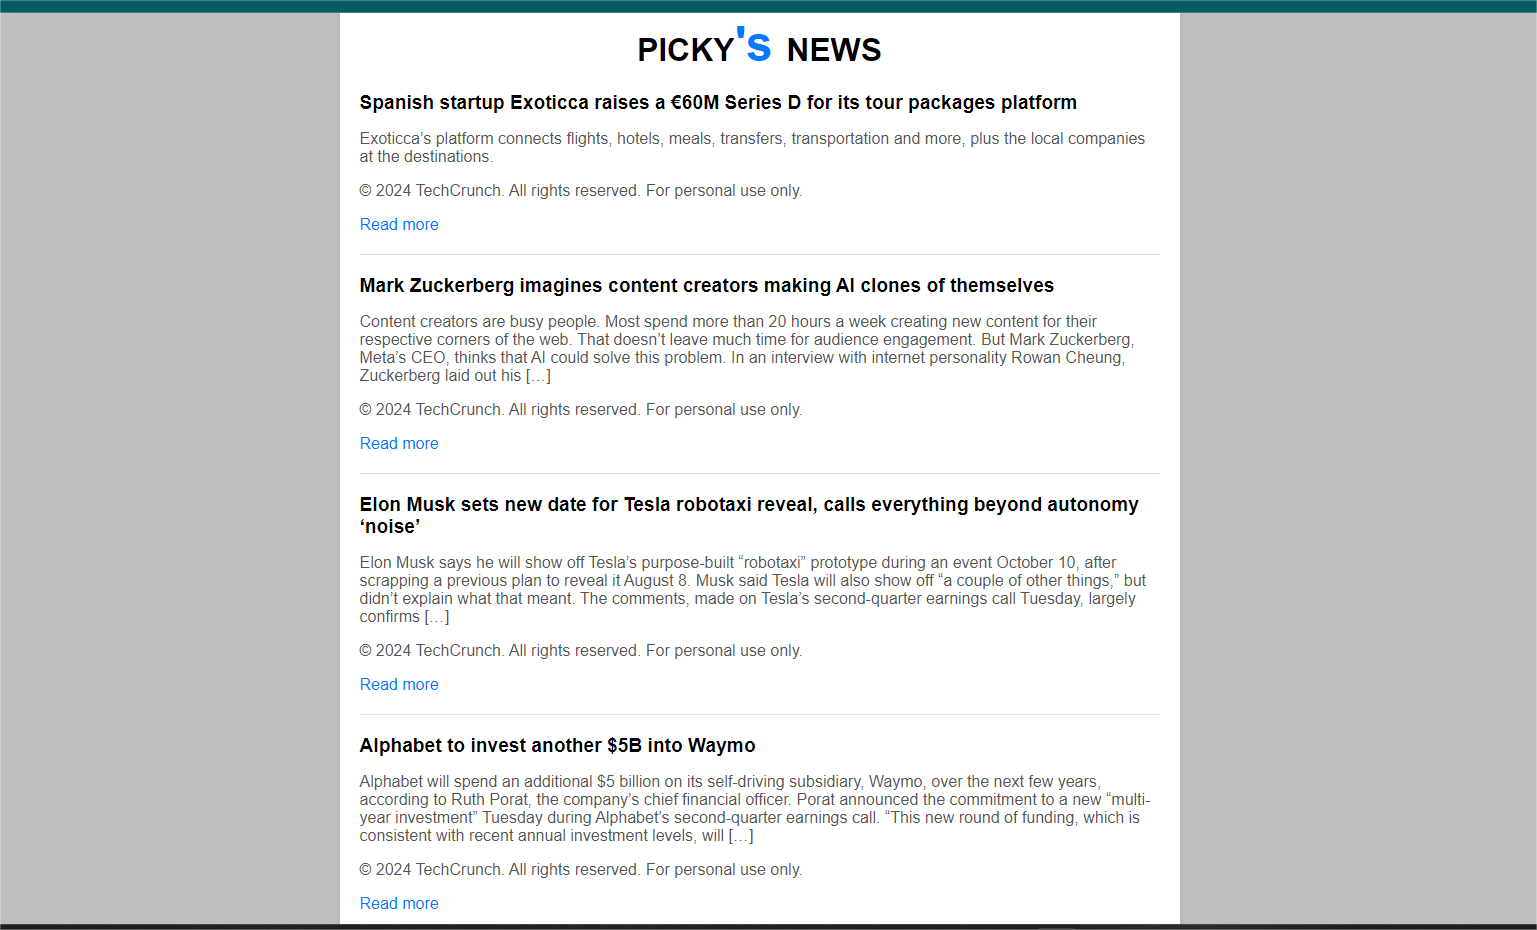 PICKY'S NEWS
Spanish startup Exoticca raises a €60M Series D for its tour packages platform
Exoticca’s platform connects flights, hotels, meals, transfers, transportation and more, plus the local companies
at the destinations.
© 2024 TechCrunch. All rights reserved. For personal use only.
Read more
Mark Zuckerberg imagines content creators making AI clones of themselves
Content creators are busy people. Most spend more than 20 hours a week creating new content for their
respective corners of the web. That doesn’t leave much time for audience engagement. But Mark Zuckerberg,
Meta’s CEO, thinks that AI could solve this problem. In an interview with internet personality Rowan Cheung,
Zuckerberg laid out his […]
© 2024 TechCrunch. All rights reserved. For personal use only.
Read more
Elon Musk sets new date for Tesla robotaxi reveal, calls everything beyond autonomy
‘noise’
Elon Musk says he will show off Tesla’s purpose-built “robotaxi” prototype during an event October 10, after
scrapping a previous plan to reveal it August 8. Musk said Tesla will also show off “a couple of other things,” but
didn’t explain what that meant. The comments, made on Tesla’s second-quarter earnings call Tuesday, largely
confirms […]
© 2024 TechCrunch. All rights reserved. For personal use only.
Read more
Alphabet to invest another $5B into Waymo
Alphabet will spend an additional $5 billion on its self-driving subsidiary, Waymo, over the next few years,
according to Ruth Porat, the company’s chief financial officer. Porat announced the commitment to a new “multi-
year investment” Tuesday during Alphabet’s second-quarter earnings call. “This new round of funding, which is
consistent with recent annual investment levels, will […]
© 2024 TechCrunch. All rights reserved. For personal use only.
Read more